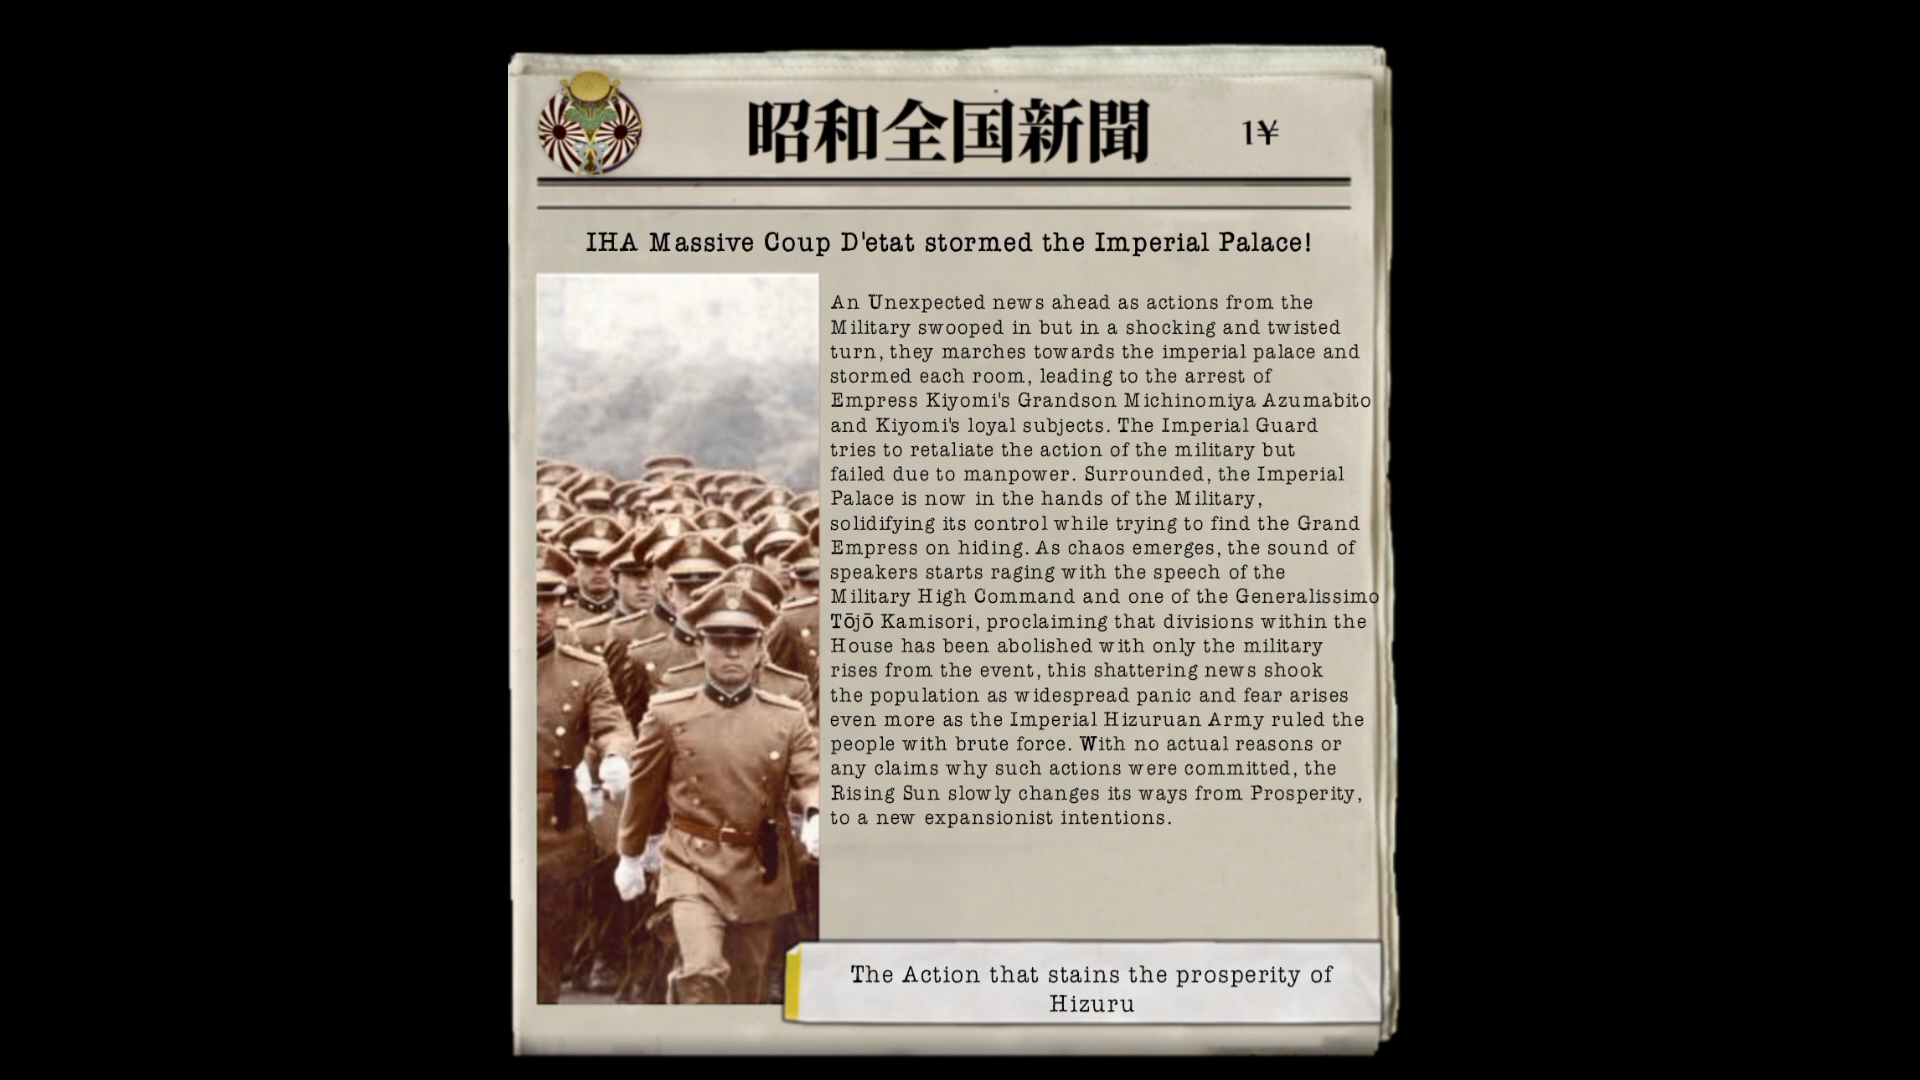 昭和全国新聞
1¥
IHA Massive Coup D'etat stormed the Imperial Palace!
An Unexpected news ahead as actions from the
Military swooped in but in a shocking and twisted
turn, they marches towards the imperial palace and
stormed each room, leading to the arrest of
Empress Kiyomi's Grandson Michinomiya Azumabito
and Kiyomi's loyal subjects. The Imperial Guard
tries to retaliate the action of the military but
failed due to manpower. Surrounded, the Imperial
Palace is now in the hands of the Military,
solidifying its control while trying to find the Grand
Empress on hiding. As chaos emerges, the sound of
speakers starts raging with the speech of the
Military High Command and one of the Generalissimo
Tōjō Kamisori, proclaiming that divisions within the
House has been abolished with only the military
rises from the event, this shattering news shook
the population as widespread panic and fear arises
even more as the Imperial Hizuruan Army ruled the
people with brute force. With no actual reasons or
any claims why such actions were committed, the
Rising Sun slowly changes its ways from Prosperity,
to a new expansionist intentions.
The Action that stains the prosperity of
Hizuru